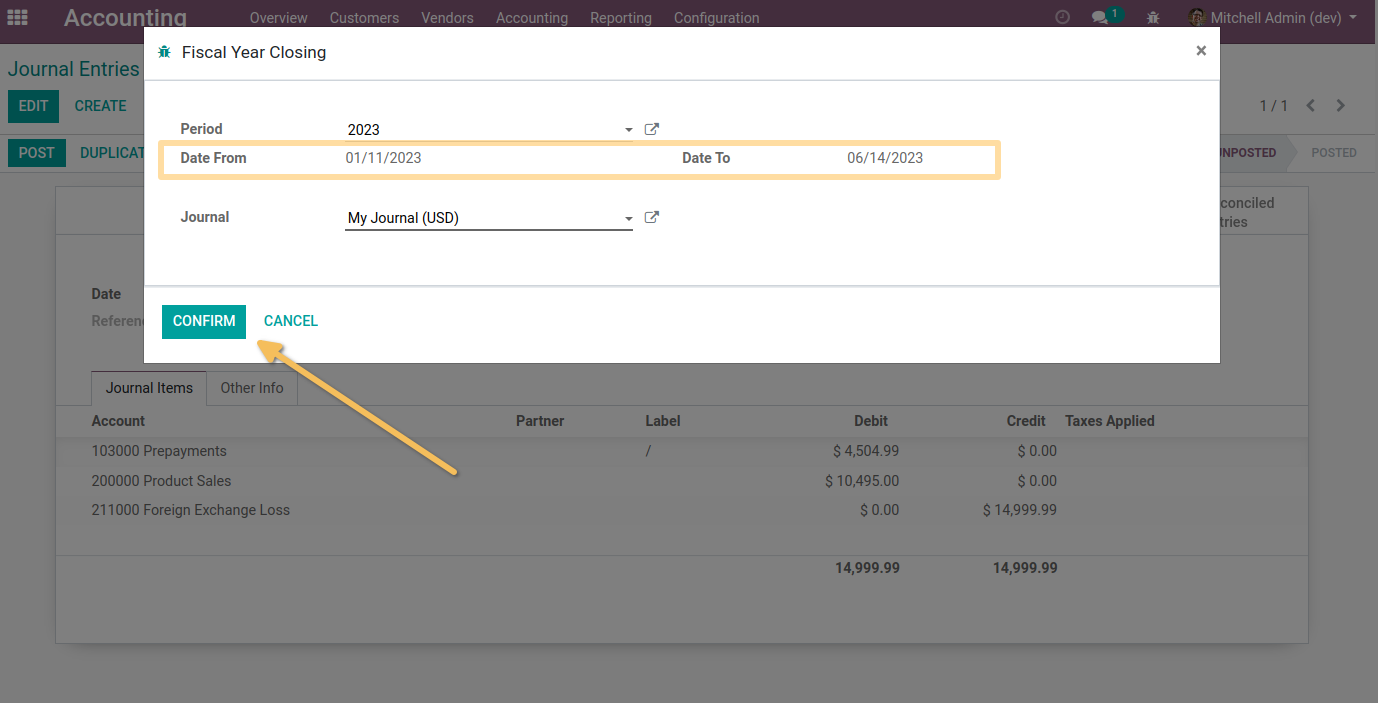 Accounting Overview Customers Vendors Accounting Reporting Configuration 1 Mitchell Admin (dev)
Fiscal Year Closing ×
Journal Entries
EDIT CREATE 1 / 1
Period 2023
POST DUPLICAT UNPOSTED POSTED
Date From 01/11/2023 Date To 06/14/2023
Journal My Journal (USD)
conciled
tries
Date
Referen
CONFIRM CANCEL
Journal Items Other Info
Account Partner Label Debit Credit Taxes Applied
103000 Prepayments / $ 4,504.99 $ 0.00
200000 Product Sales $ 10,495.00 $ 0.00
211000 Foreign Exchange Loss $ 0.00 $ 14,999.99
14,999.99 14,999.99